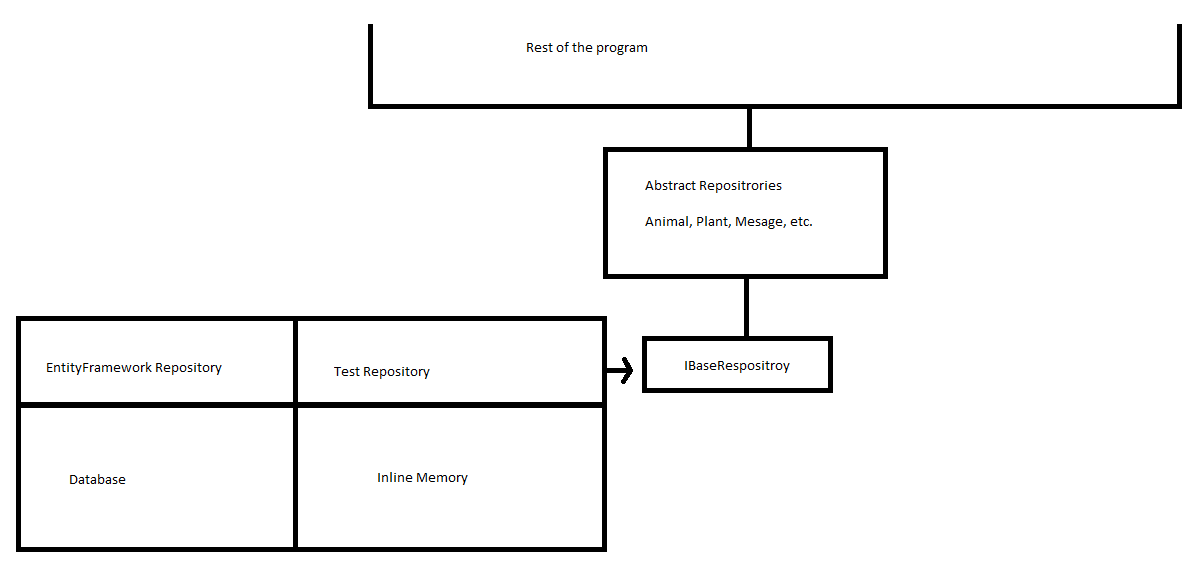 Rest of the program
Abstract Repositrories
Animal, Plant, Mesage, etc.
EntityFramework Repository
Test Repository
IBaseRespositroy
Database
Inline Memory